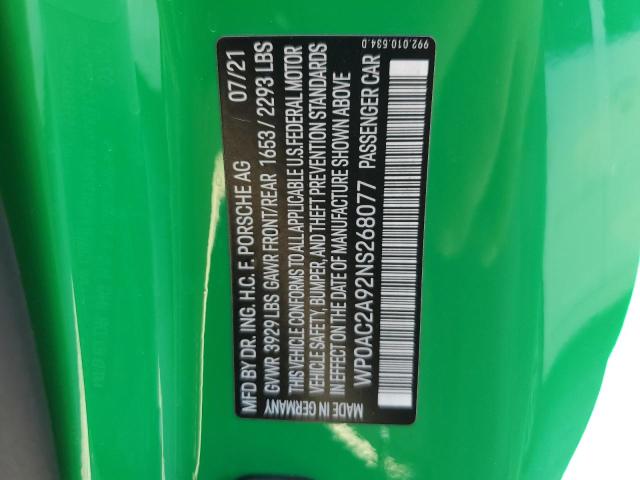 MFD BY DR. ING. H.C. F. PORSCHE AG 07/21
GVWR 3929 LBS GAWR FRONT/REAR 1653 / 2293 LBS
THIS VEHICLE CONFORMS TO ALL APPLICABLE U.S.FEDERAL MOTOR
VEHICLE SAFETY, BUMPER, AND THEFT PREVENTION STANDARDS
IN EFFECT ON THE DATE OF MANUFACTURE SHOWN ABOVE
WP0AC2A92NS268077 PASSENGER CAR
MADE IN GERMANY
992.010.534.D